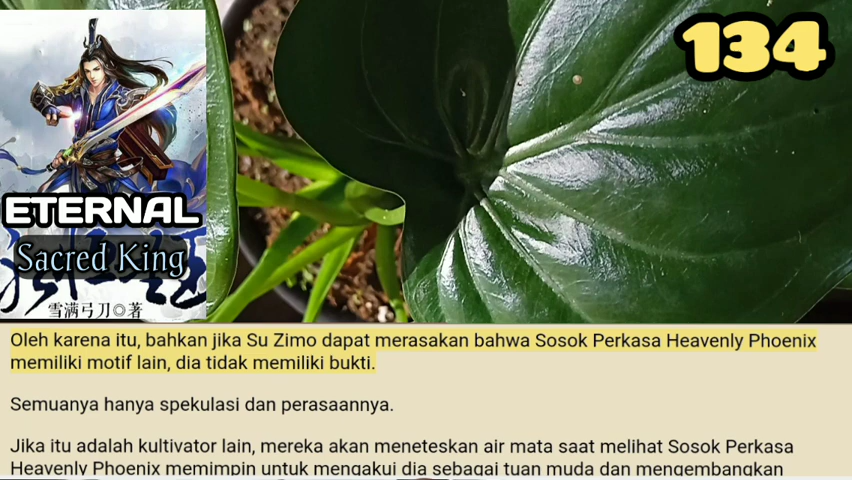 134
ETERNAL
Sacred King
雪满弓刀◎著
Oleh karena itu, bahkan jika Su Zimo dapat merasakan bahwa Sosok Perkasa Heavenly Phoenix
memiliki motif lain, dia tidak memiliki bukti.
Semuanya hanya spekulasi dan perasaannya.
Jika itu adalah kultivator lain, mereka akan meneteskan air mata saat melihat Sosok Perkasa
Heavenly Phoenix memimpin untuk mengakui dia sebagai tuan muda dan mengembangkan